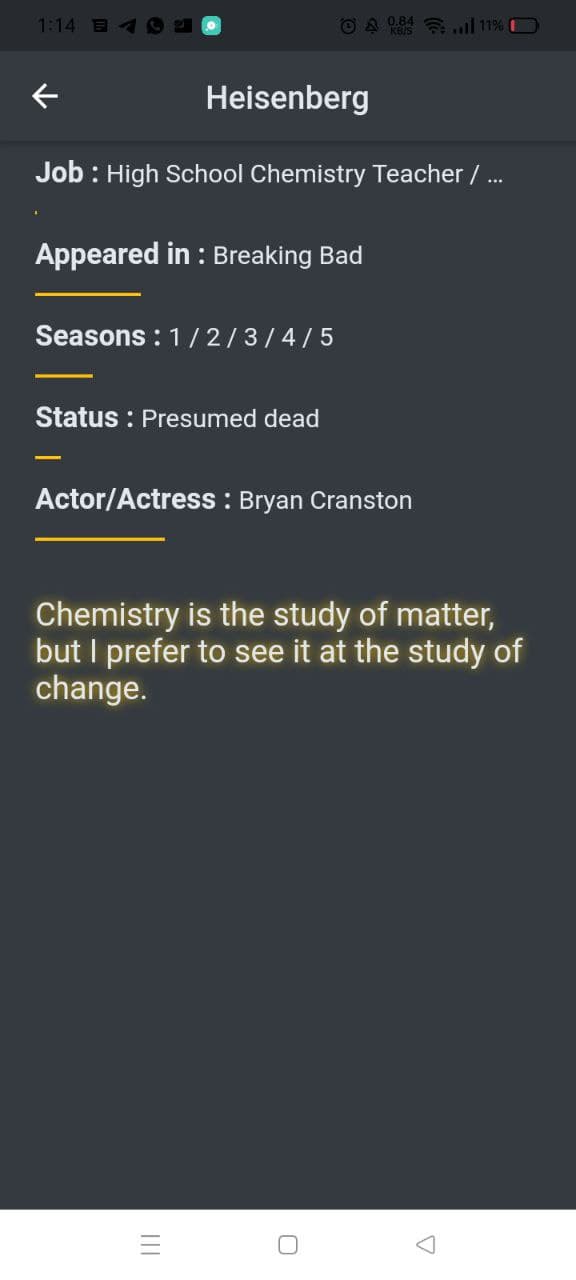 1:14 0.84 KB/S 11%
Heisenberg
Job : High School Chemistry Teacher / ...
Appeared in : Breaking Bad
Seasons : 1 / 2 / 3 / 4 / 5
Status : Presumed dead
Actor/Actress : Bryan Cranston
Chemistry is the study of matter,
but I prefer to see it at the study of
change.